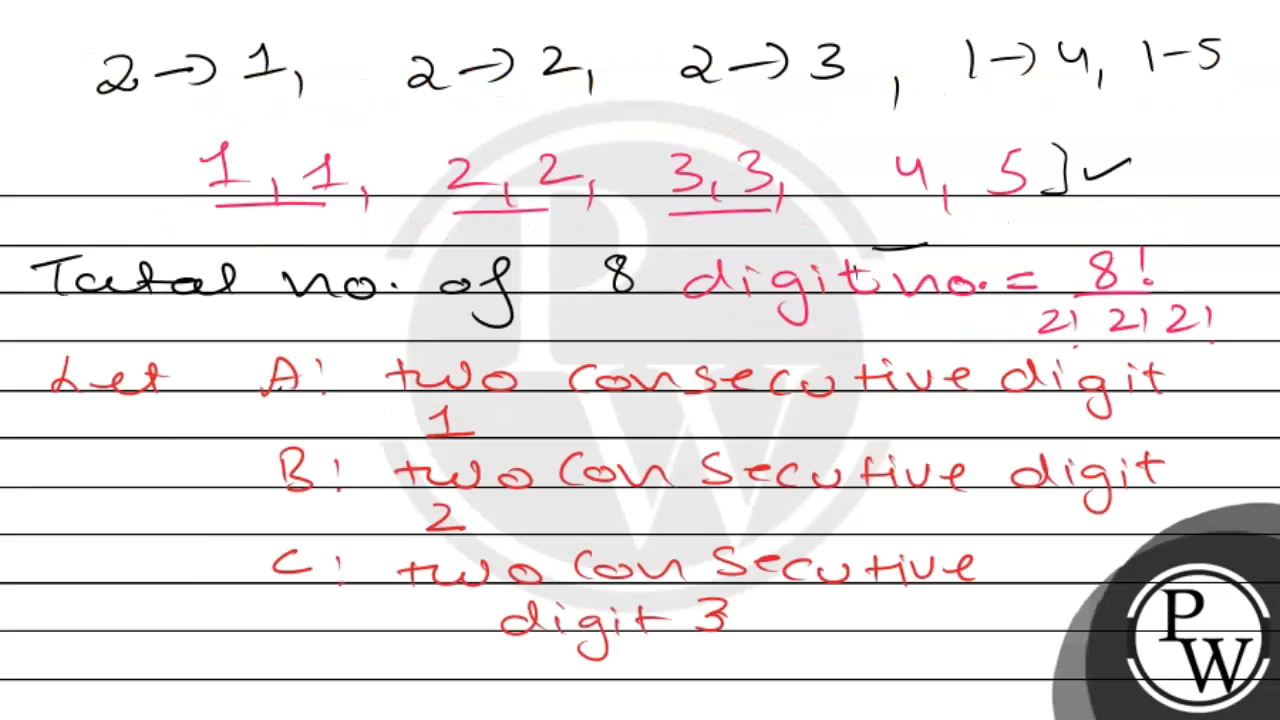 2 → 1, 2 → 2, 2 → 3, 1 → 4, 1-5
1, 1, 2, 2, 3, 3, 4, 5] ✓
Total no. of 8 digit no. = 8! / 2! 2! 2!
Let A: two consecutive digit
1
B: two consecutive digit
2
C: two consecutive
digit 3
PW
PW